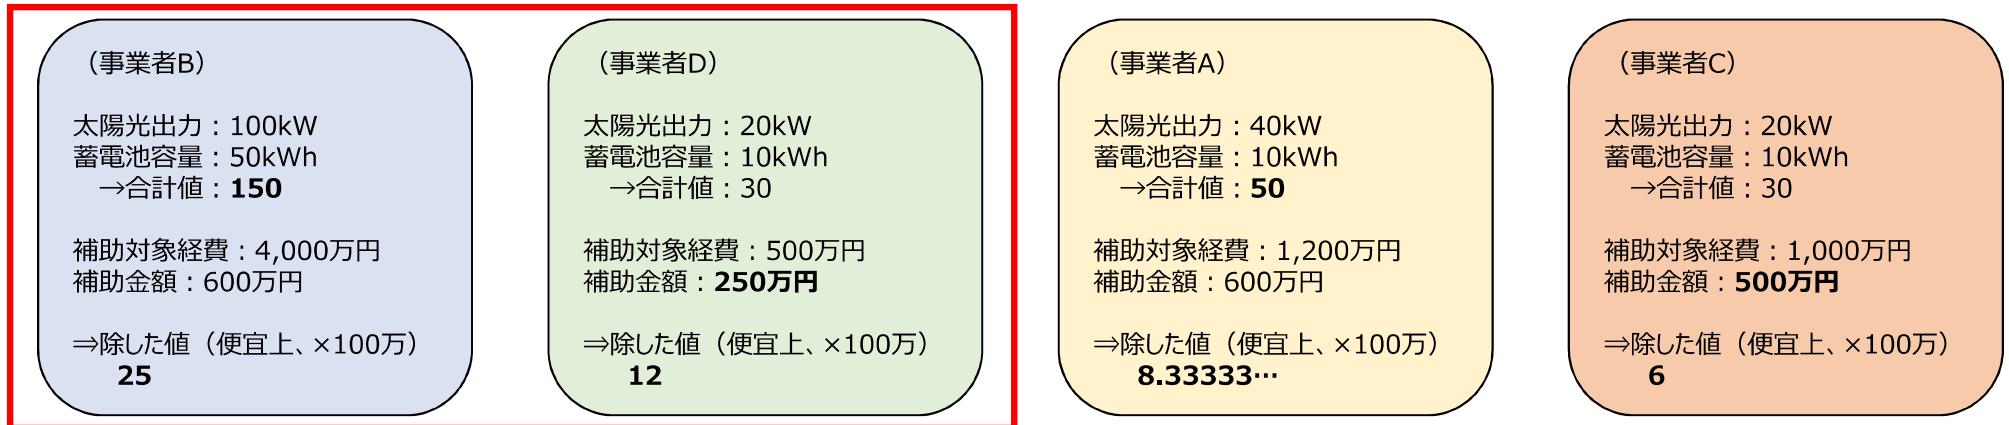 （事業者B）
太陽光出力：100kW
蓄電池容量：50kWh
→合計値：150
補助対象経費：4,000万円
補助金額：600万円
⇒除した値（便宜上、×100万）
25
（事業者D）
太陽光出力：20kW
蓄電池容量：10kWh
→合計値：30
補助対象経費：500万円
補助金額：250万円
⇒除した値（便宜上、×100万）
12
（事業者A）
太陽光出力：40kW
蓄電池容量：10kWh
→合計値：50
補助対象経費：1,200万円
補助金額：600万円
⇒除した値（便宜上、×100万）
8.33333…
（事業者C）
太陽光出力：20kW
蓄電池容量：10kWh
→合計値：30
補助対象経費：1,000万円
補助金額：500万円
⇒除した値（便宜上、×100万）
6